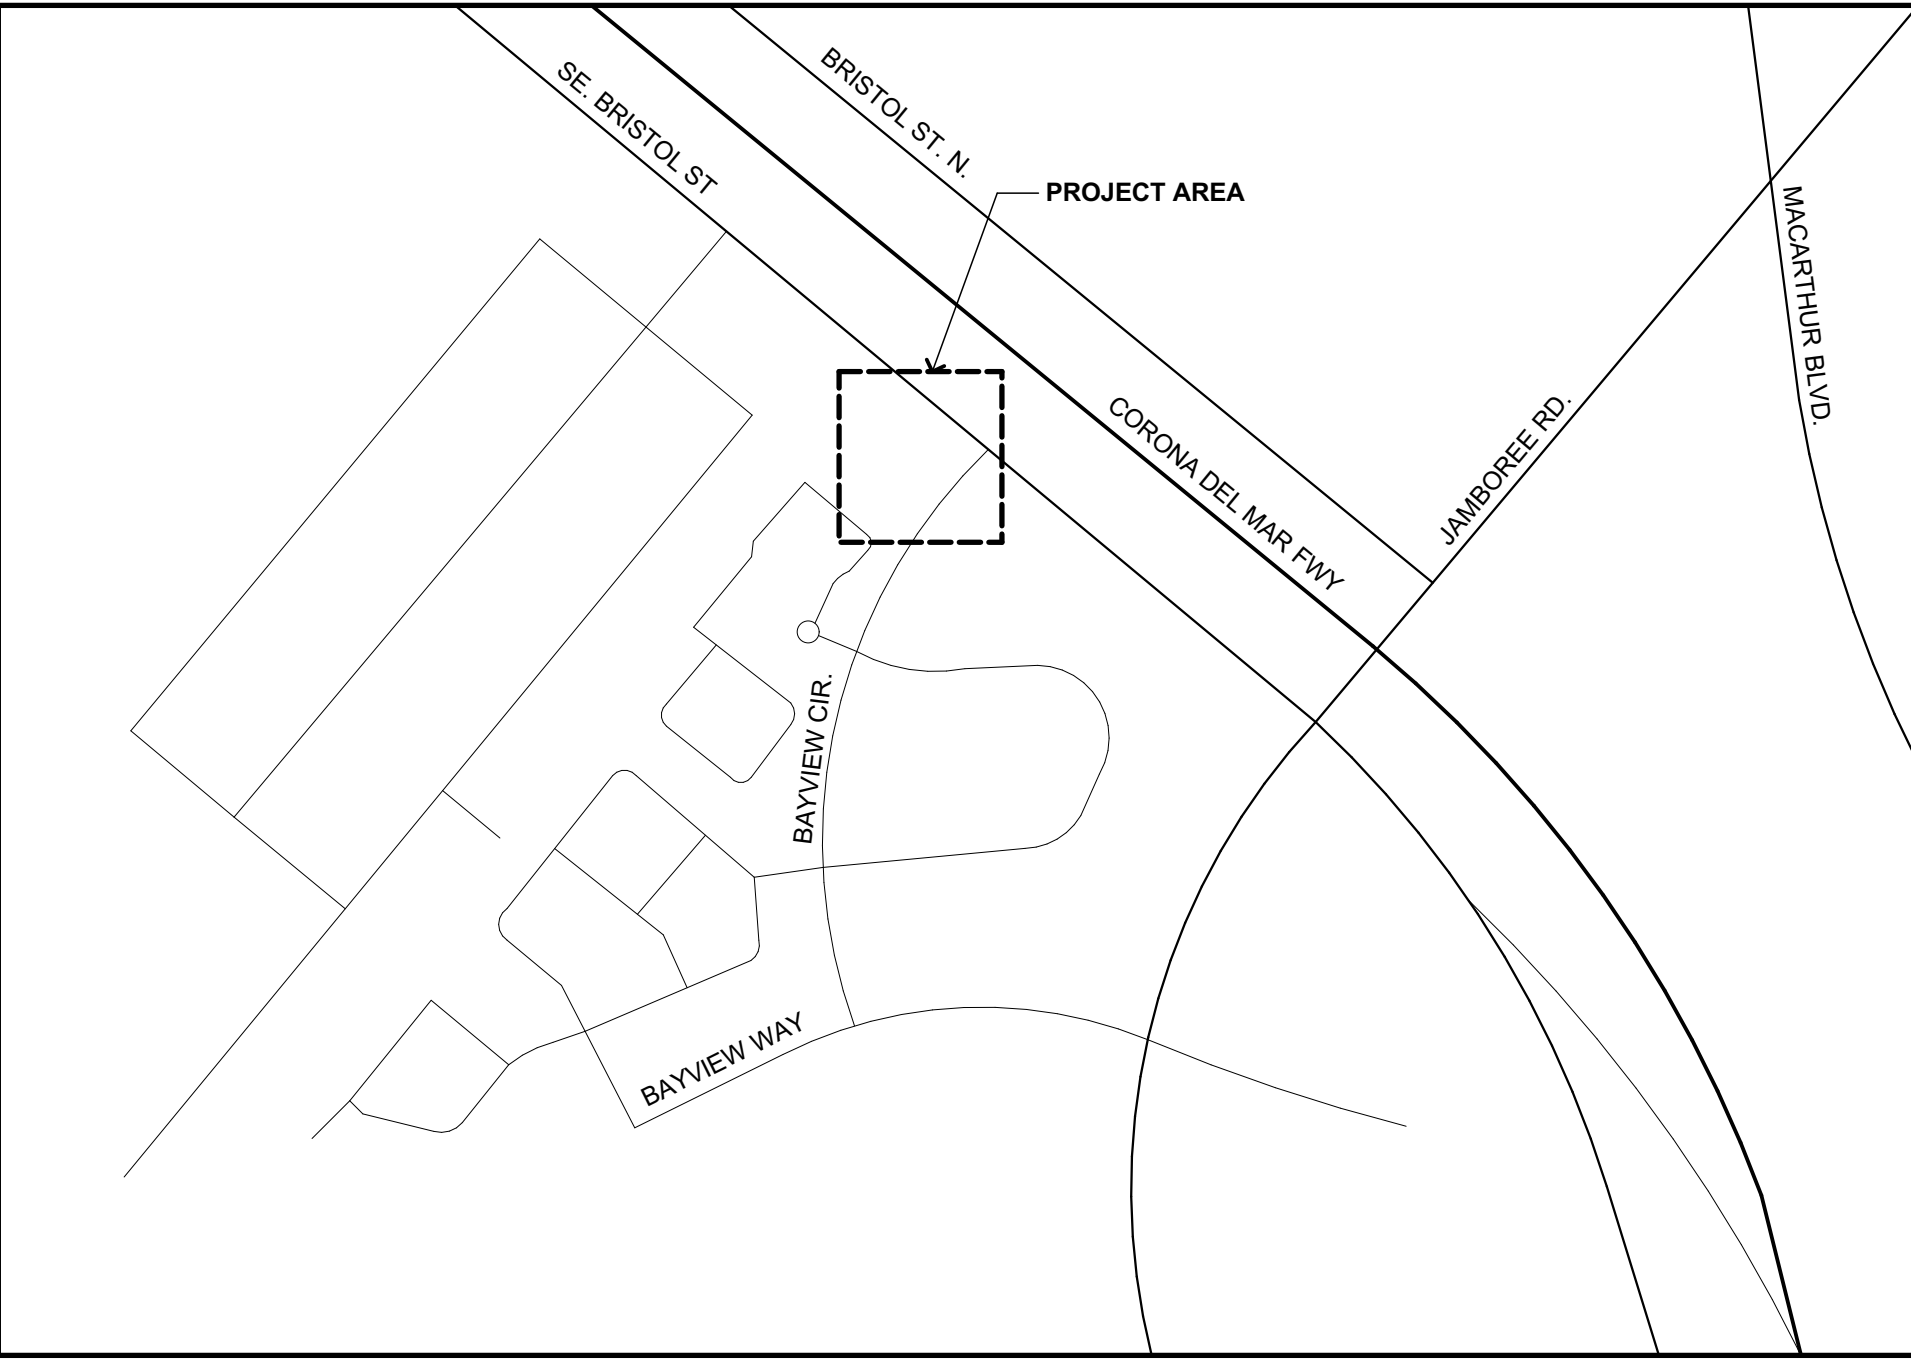 SE. BRISTOL ST
BRISTOL ST. N.
PROJECT AREA
MACARTHUR BLVD.
CORONA DEL MAR FWY
JAMBOREE RD.
BAYVIEW CIR.
BAYVIEW WAY